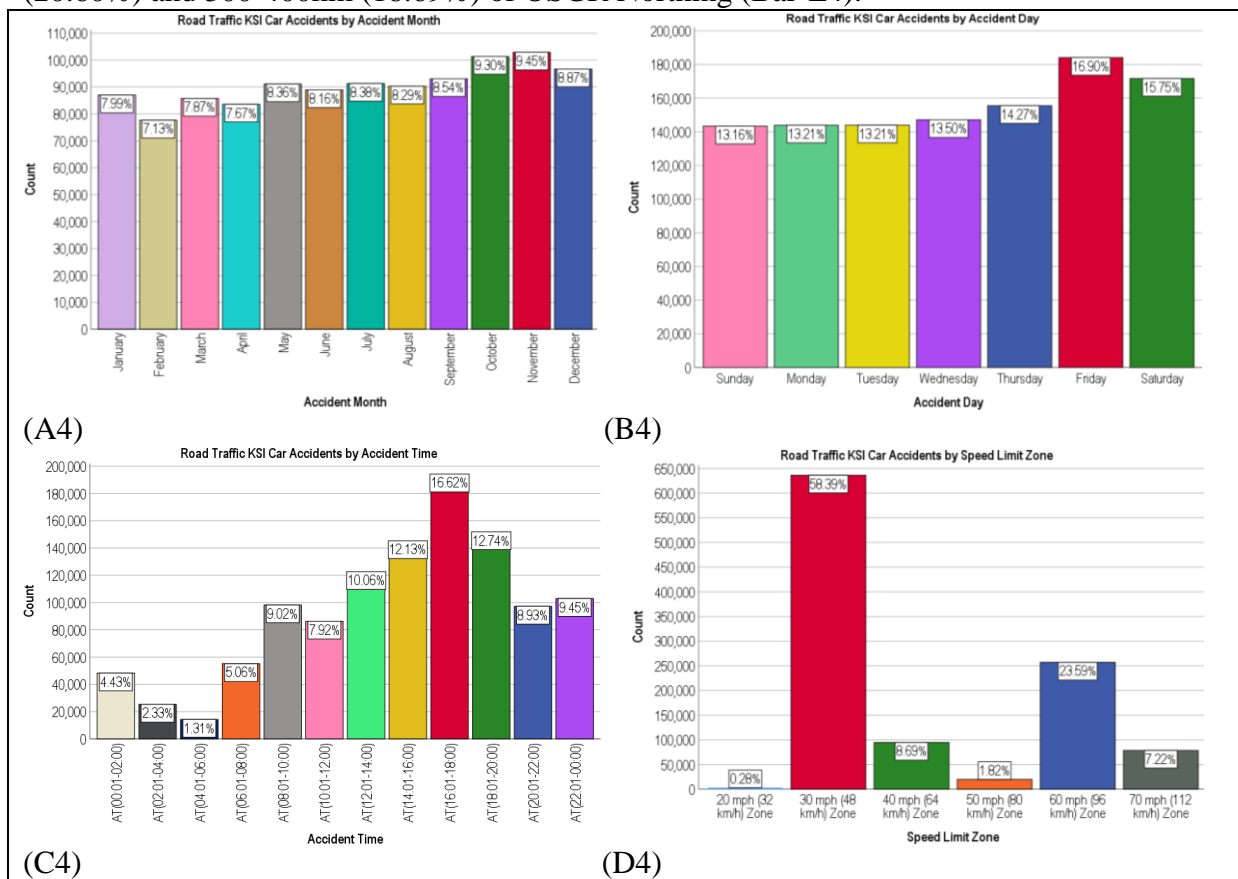 (20.60%) and 300-400km (18.69%) of OSGR Northing (Bar E4).
Road Traffic KSI Car Accidents by Accident Month
110,000
100,000
90,000
80,000
70,000
60,000
50,000
40,000
30,000
20,000
10,000
0
Count
7.99%
7.13%
7.87%
7.67%
8.36%
8.16%
8.38%
8.29%
8.54%
9.30%
9.45%
8.87%
January
February
March
April
May
June
July
August
September
October
November
December
Accident Month
(A4)
Road Traffic KSI Car Accidents by Accident Day
200,000
180,000
160,000
140,000
120,000
100,000
80,000
60,000
40,000
20,000
0
Count
13.16%
13.21%
13.21%
13.50%
14.27%
16.90%
15.75%
Sunday
Monday
Tuesday
Wednesday
Thursday
Friday
Saturday
Accident Day
(B4)
Road Traffic KSI Car Accidents by Accident Time
200,000
180,000
160,000
140,000
120,000
100,000
80,000
60,000
40,000
20,000
0
Count
4.43%
2.33%
1.31%
5.06%
9.02%
7.92%
10.06%
12.13%
16.62%
12.74%
8.93%
9.45%
AT(00:01-02:00)
AT(02:01-04:00)
AT(04:01-06:00)
AT(06:01-08:00)
AT(08:01-10:00)
AT(10:01-12:00)
AT(12:01-14:00)
AT(14:01-16:00)
AT(16:01-18:00)
AT(18:01-20:00)
AT(20:01-22:00)
AT(22:01-00:00)
Accident Time
(C4)
Road Traffic KSI Car Accidents by Speed Limit Zone
650,000
600,000
550,000
500,000
450,000
400,000
350,000
300,000
250,000
200,000
150,000
100,000
50,000
0
Count
0.28%
58.39%
8.69%
1.82%
23.59%
7.22%
20 mph (32
km/h) Zone
30 mph (48
km/h) Zone
40 mph (64
km/h) Zone
50 mph (80
km/h) Zone
60 mph (96
km/h) Zone
70 mph (112
km/h) Zone
Speed Limit Zone
(D4)